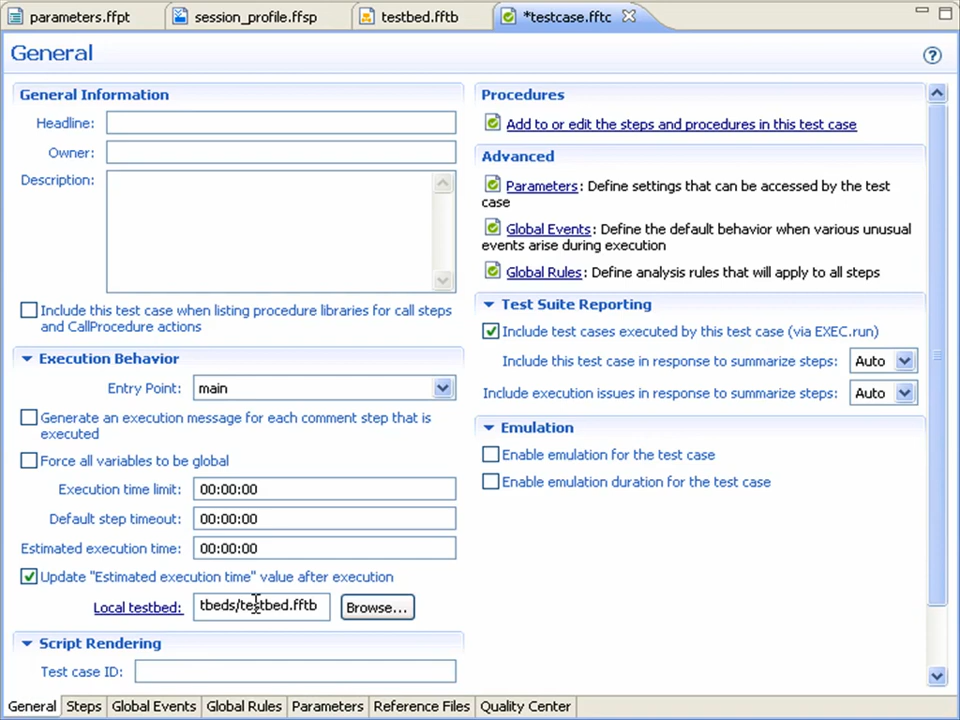 parameters.ffpt
session_profile.ffsp
testbed.fftb
*testcase.fftc
General
General Information
Headline:
Owner:
Description:
Include this test case when listing procedure libraries for call steps
and CallProcedure actions
Execution Behavior
Entry Point: main
Generate an execution message for each comment step that is
executed
Force all variables to be global
Execution time limit: 00:00:00
Default step timeout: 00:00:00
Estimated execution time: 00:00:00
Update "Estimated execution time" value after execution
Local testbed: tbeds/testbed.fftb Browse...
Script Rendering
Test case ID:
Procedures
Add to or edit the steps and procedures in this test case
Advanced
Parameters: Define settings that can be accessed by the test
case
Global Events: Define the default behavior when various unusual
events arise during execution
Global Rules: Define analysis rules that will apply to all steps
Test Suite Reporting
Include test cases executed by this test case (via EXEC.run)
Include this test case in response to summarize steps: Auto
Include execution issues in response to summarize steps: Auto
Emulation
Enable emulation for the test case
Enable emulation duration for the test case
General Steps Global Events Global Rules Parameters Reference Files Quality Center